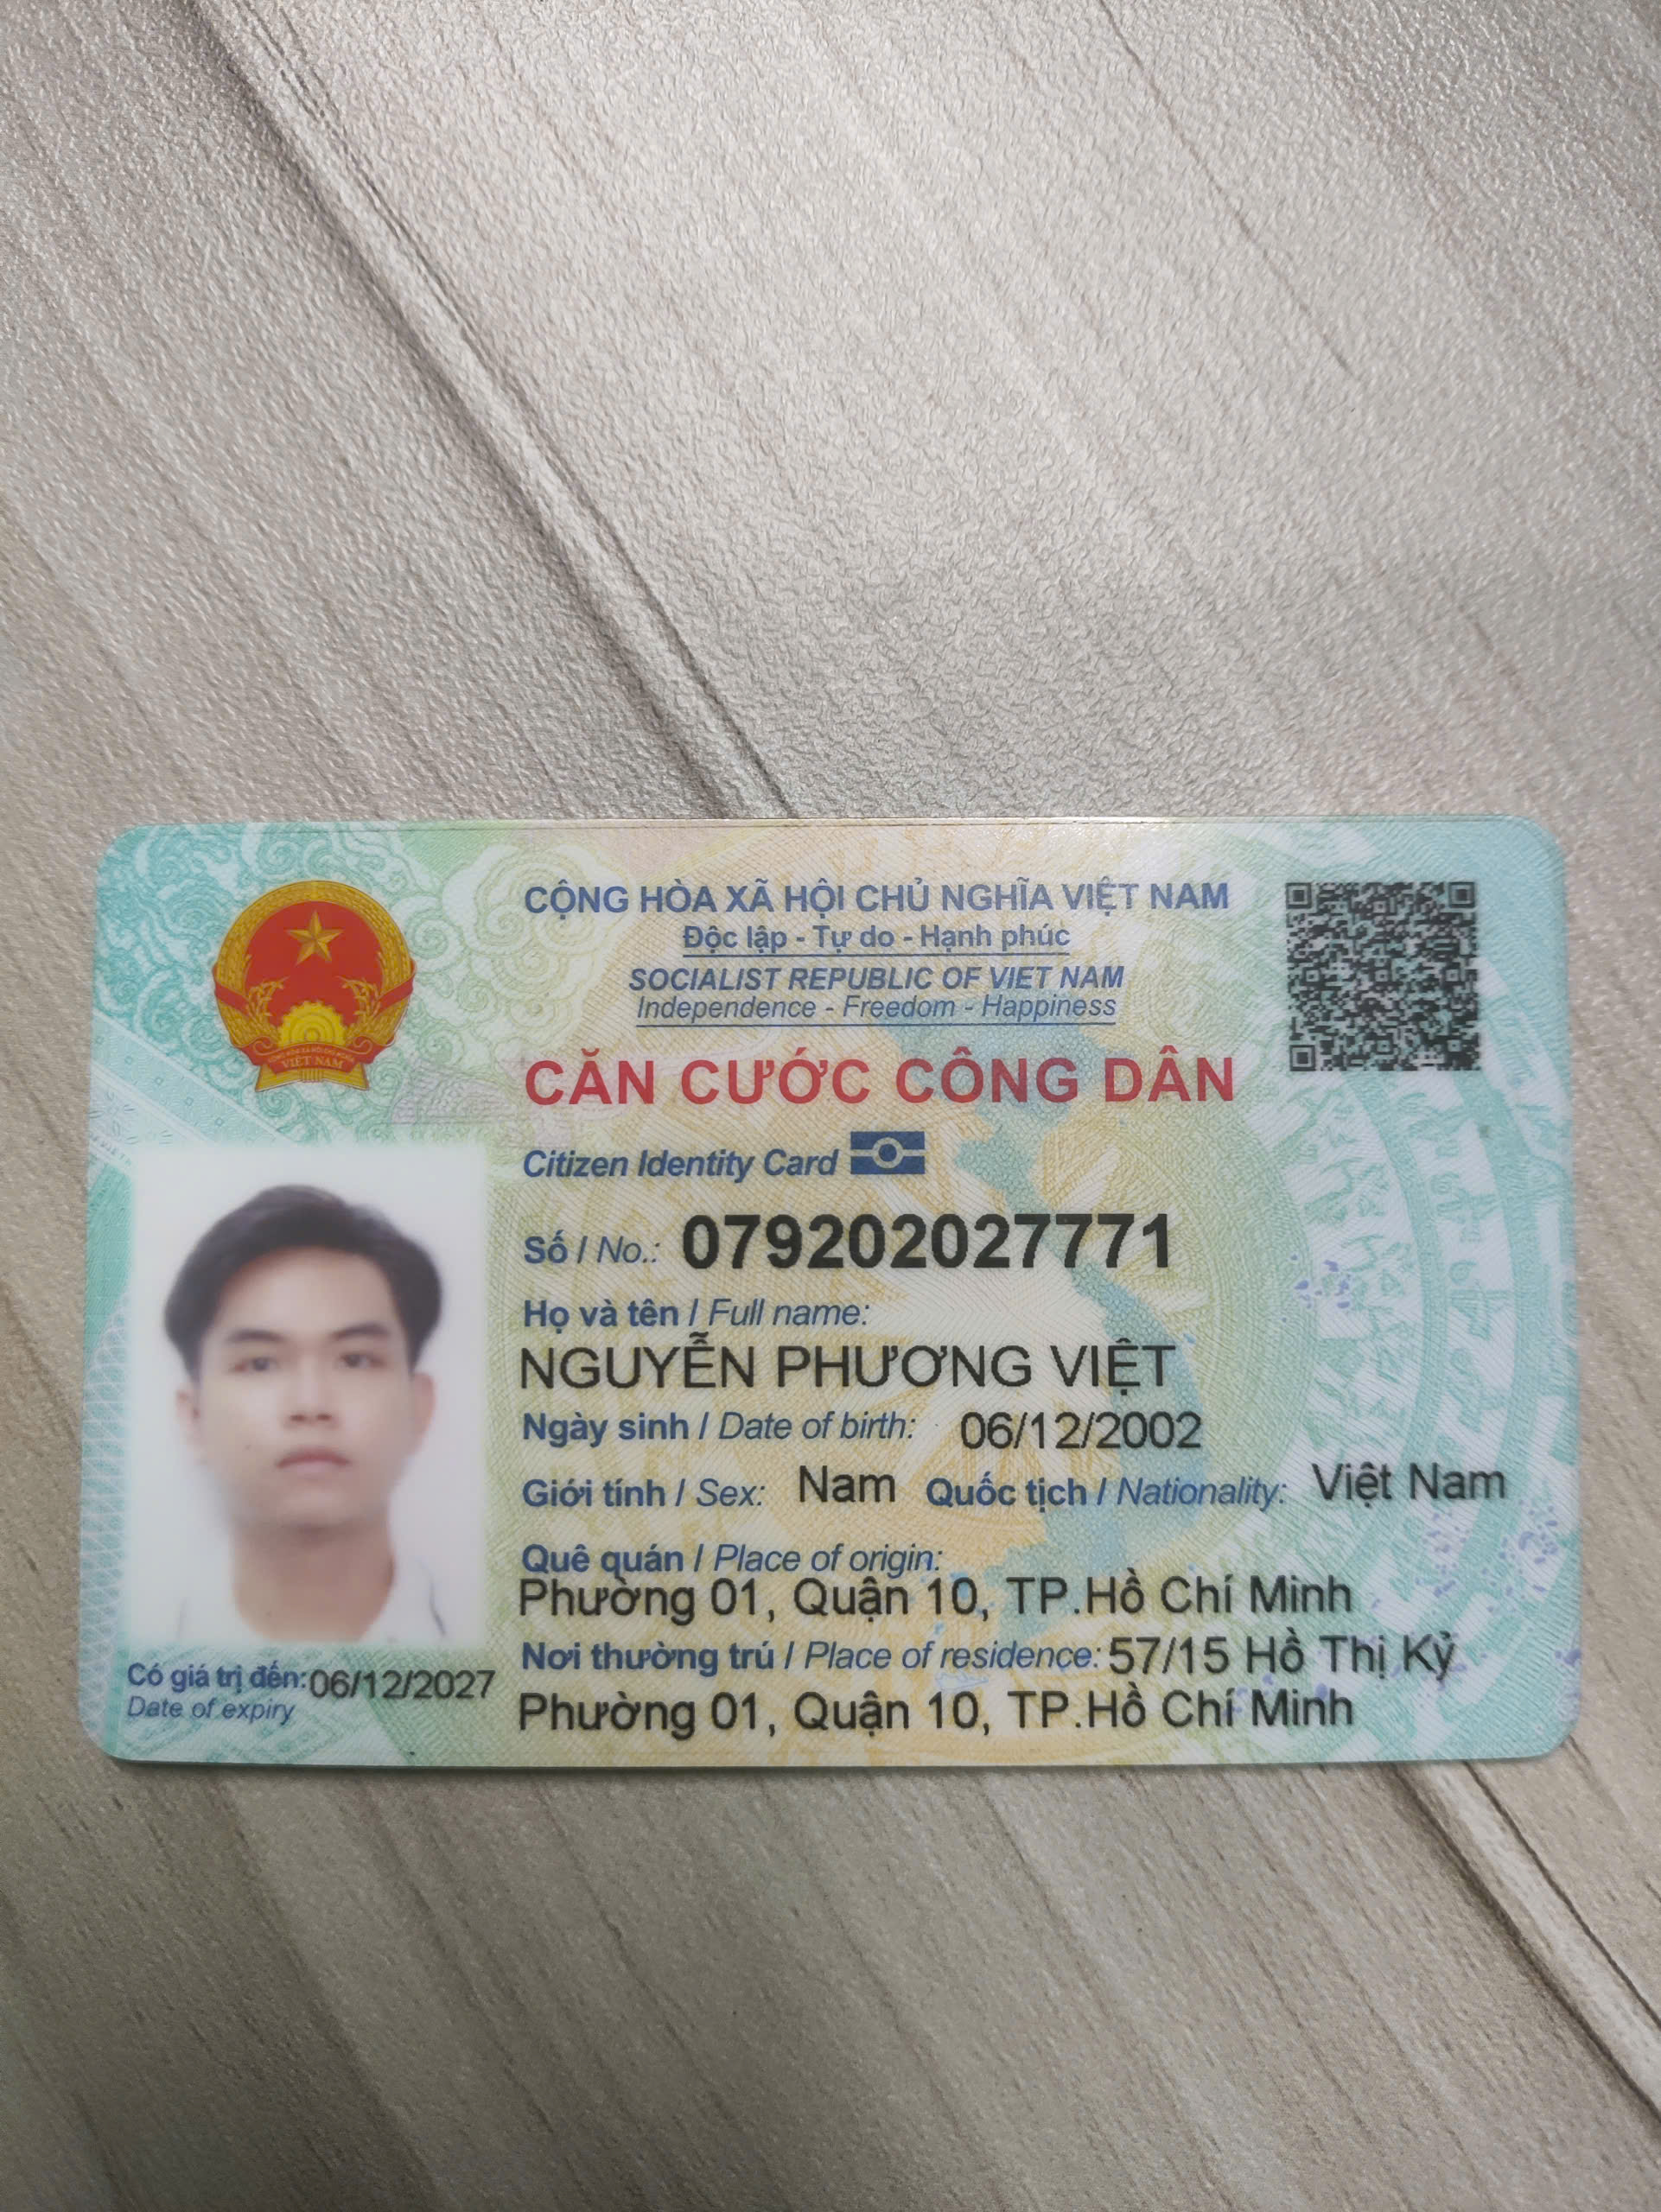 CỘNG HÒA XÃ HỘI CHỦ NGHĨA VIỆT NAM
Độc lập - Tự do - Hạnh phúc
SOCIALIST REPUBLIC OF VIET NAM
Independence - Freedom - Happiness
CĂN CƯỚC CÔNG DÂN
Citizen Identity Card
Số / No.: 079202027771
Họ và tên / Full name:
NGUYỄN PHƯƠNG VIỆT
Ngày sinh / Date of birth: 06/12/2002
Giới tính / Sex: Nam Quốc tịch / Nationality: Việt Nam
Quê quán / Place of origin:
Phường 01, Quận 10, TP.Hồ Chí Minh
Nơi thường trú / Place of residence: 57/15 Hồ Thị Kỷ
Phường 01, Quận 10, TP.Hồ Chí Minh
Có giá trị đến: 06/12/2027
Date of expiry
VIỆT NAM